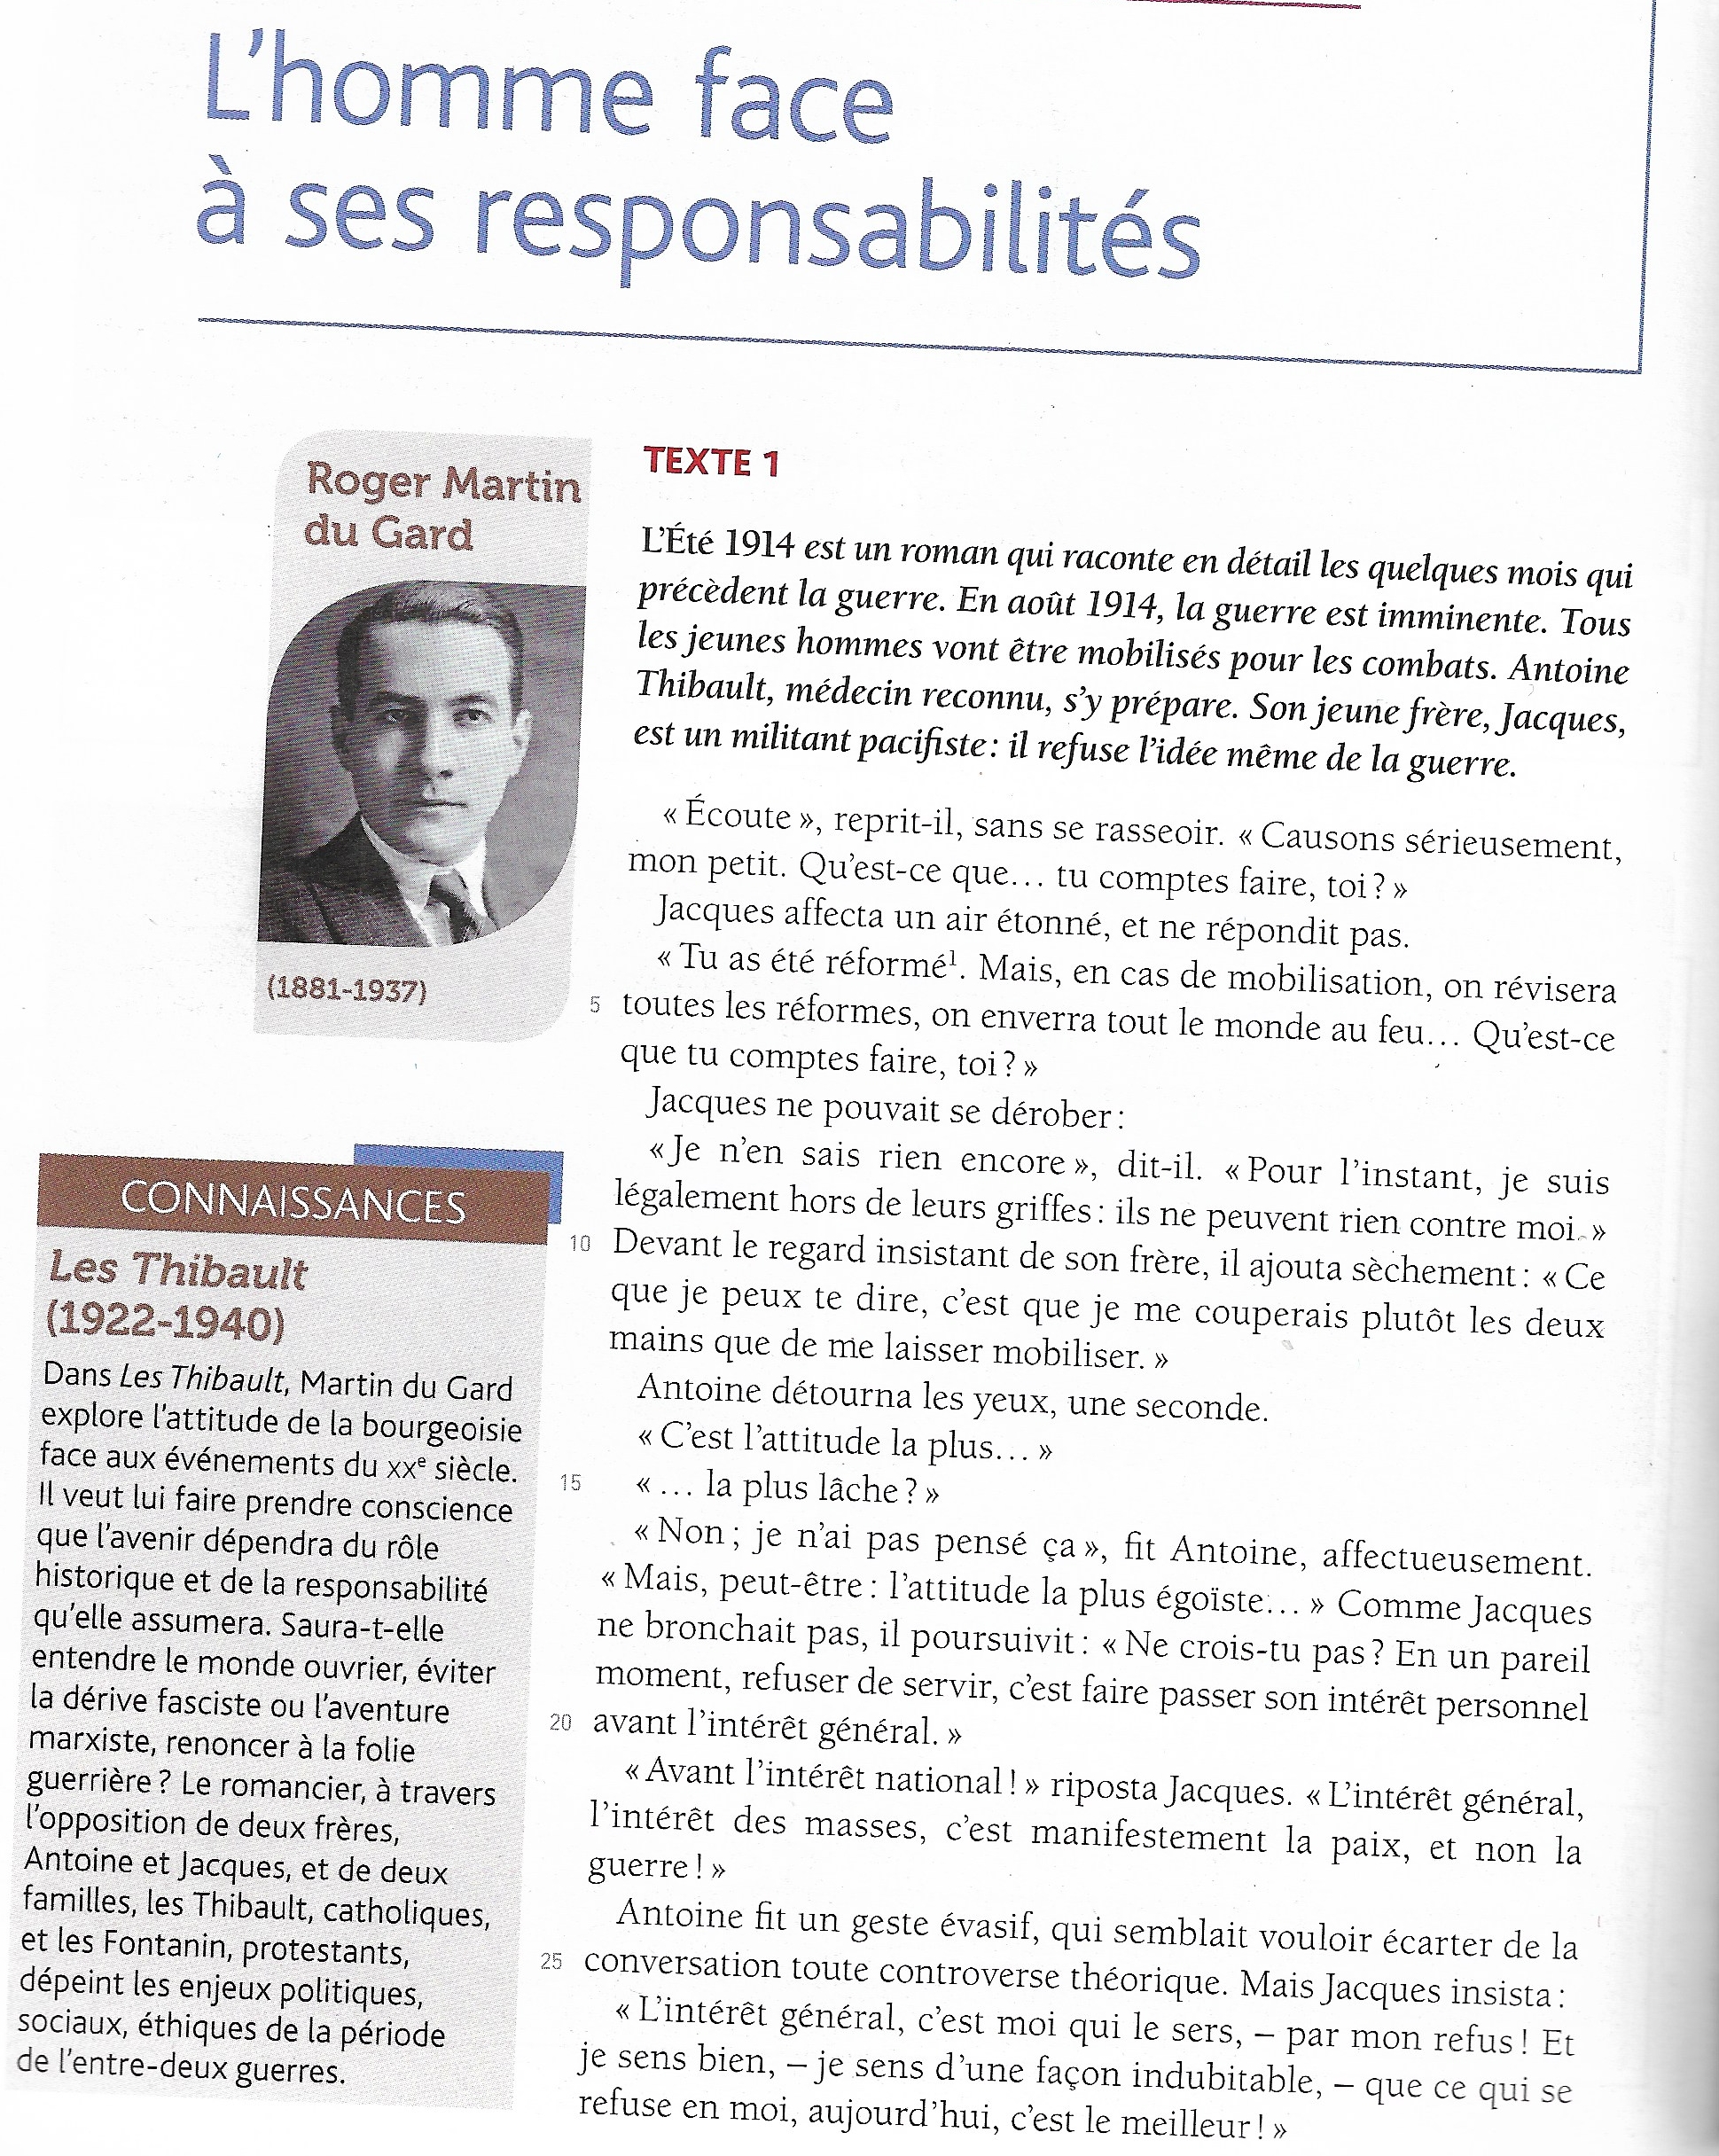 L'homme face
à ses responsabilités
Roger Martin
du Gard
(1881-1937)
CONNAISSANCES
Les Thibault
(1922-1940)
Dans Les Thibault, Martin du Gard
explore l'attitude de la bourgeoisie
face aux événements du XXe siècle.
Il veut lui faire prendre conscience
que l'avenir dépendra du rôle
historique et de la responsabilité
qu'elle assumera. Saura-t-elle
entendre le monde ouvrier, éviter
la dérive fasciste ou l'aventure
marxiste, renoncer à la folie
guerrière ? Le romancier, à travers
l'opposition de deux frères,
Antoine et Jacques, et de deux
familles, les Thibault, catholiques,
et les Fontanin, protestants,
dépeint les enjeux politiques,
sociaux, éthiques de la période
de l'entre-deux guerres.
TEXTE 1
L'Été 1914 est un roman qui raconte en détail les quelques mois qui
précèdent la guerre. En août 1914, la guerre est imminente. Tous
les jeunes hommes vont être mobilisés pour les combats. Antoine
Thibault, médecin reconnu, s'y prépare. Son jeune frère, Jacques,
est un militant pacifiste : il refuse l'idée même de la guerre.
« Écoute », reprit-il, sans se rasseoir. « Causons sérieusement,
mon petit. Qu'est-ce que... tu comptes faire, toi ? »
Jacques affecta un air étonné, et ne répondit pas.
« Tu as été réformé¹. Mais, en cas de mobilisation, on révisera
5 toutes les réformes, on enverra tout le monde au feu... Qu'est-ce
que tu comptes faire, toi ? »
Jacques ne pouvait se dérober :
« Je n'en sais rien encore », dit-il. « Pour l'instant, je suis
légalement hors de leurs griffes : ils ne peuvent rien contre moi. »
10 Devant le regard insistant de son frère, il ajouta sèchement : « Ce
que je peux te dire, c'est que je me couperais plutôt les deux
mains que de me laisser mobiliser. »
Antoine détourna les yeux, une seconde.
« C'est l'attitude la plus... »
15 « ... la plus lâche ? »
« Non ; je n'ai pas pensé ça », fit Antoine, affectueusement.
« Mais, peut-être : l'attitude la plus égoïste... » Comme Jacques
ne bronchait pas, il poursuivit : « Ne crois-tu pas ? En un pareil
moment, refuser de servir, c'est faire passer son intérêt personnel
20 avant l'intérêt général. »
« Avant l'intérêt national ! » riposta Jacques. « L'intérêt général,
l'intérêt des masses, c'est manifestement la paix, et non la
guerre ! »
Antoine fit un geste évasif, qui semblait vouloir écarter de la
25 conversation toute controverse théorique. Mais Jacques insista :
« L'intérêt général, c'est moi qui le sers, – par mon refus ! Et
je sens bien, – je sens d'une façon indubitable, – que ce qui se
refuse en moi, aujourd'hui, c'est le meilleur ! »